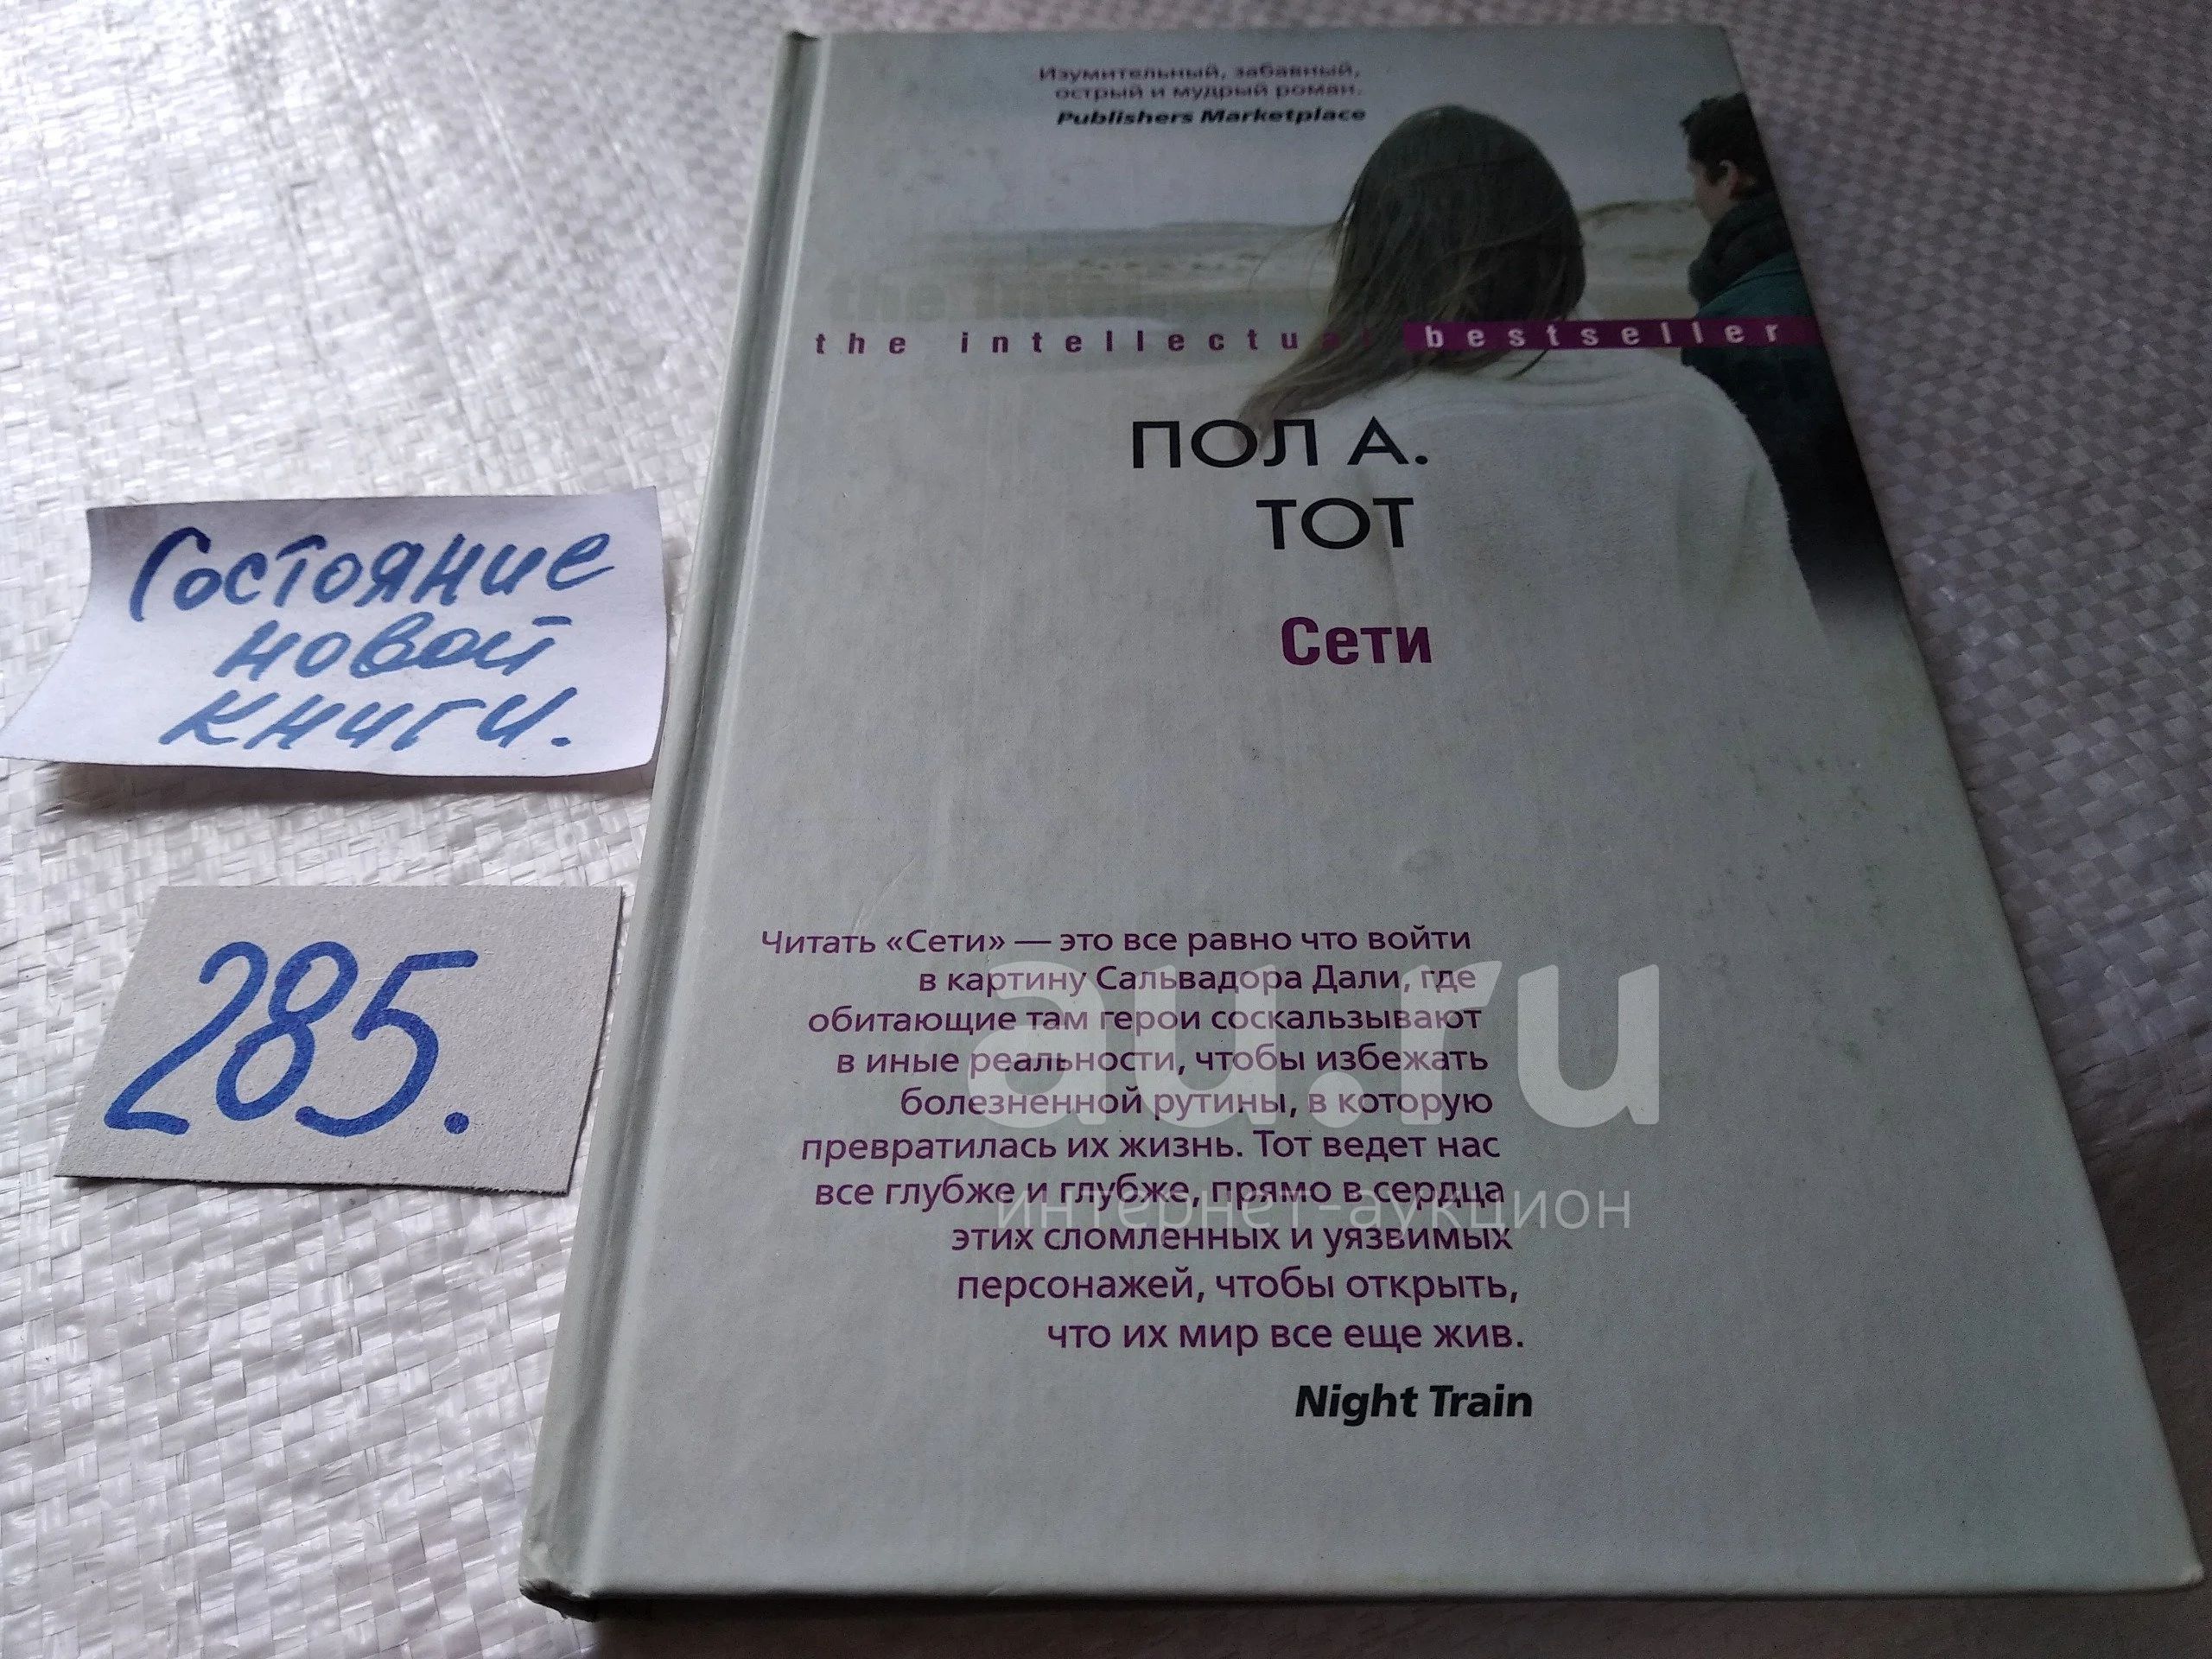 Изумительный, забавный,
острый и мудрый роман.
Publishers Marketplace
the intellectual bestseller
ПОЛ А.
ТОТ
Сети
Состояние
новой
книги.
285.
Читать «Сети» — это все равно что войти
в картину Сальвадора Дали, где
обитающие там герои соскальзывают
в иные реальности, чтобы избежать
болезненной рутины, в которую
превратилась их жизнь. Тот ведет нас
все глубже и глубже, прямо в сердца
этих сломленных и уязвимых
персонажей, чтобы открыть,
что их мир все еще жив.
Night Train
au.ru
интернет-аукцион